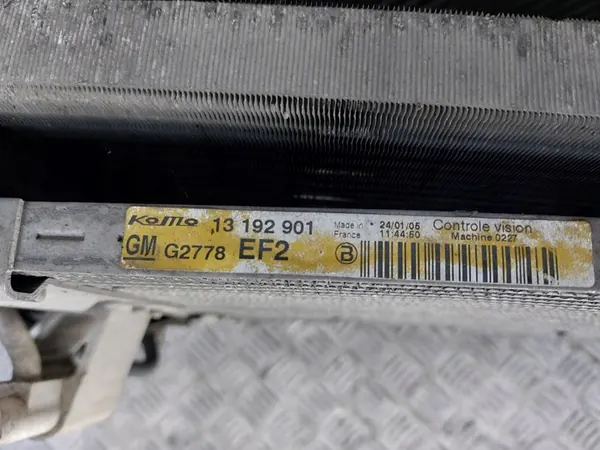 Komo 13 192 901
Made in France
24/01/05
11:44:50
Controle vision
Machine 0227
GM G2778 EF2
B